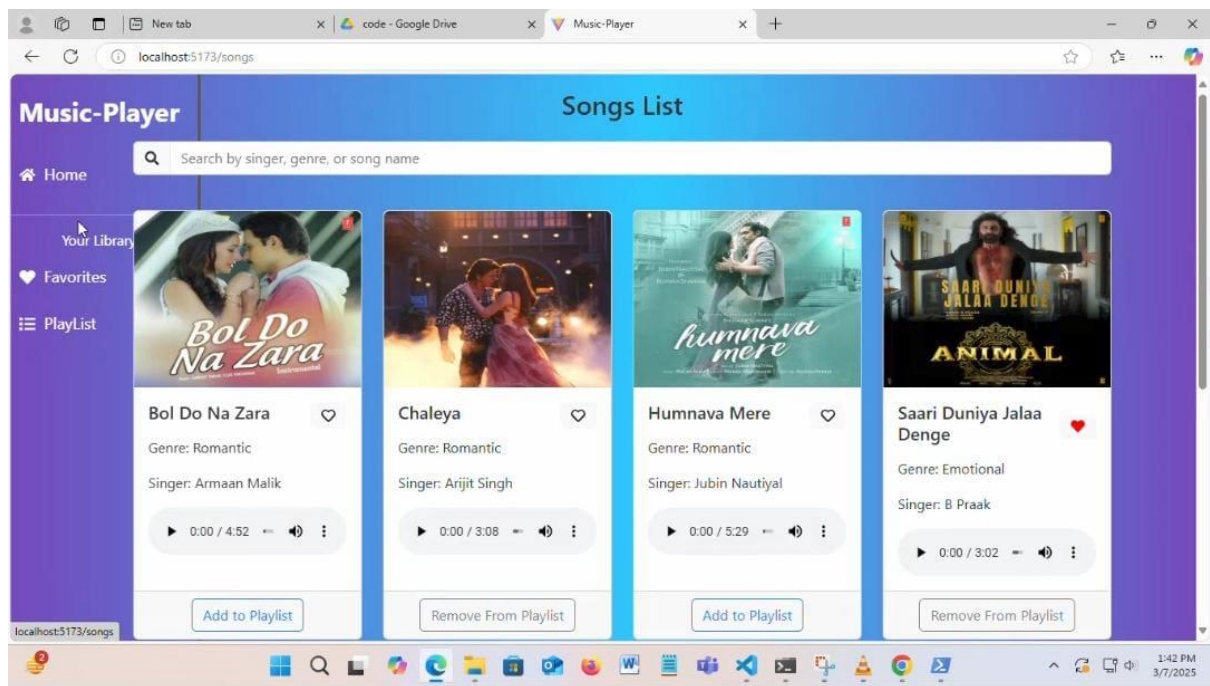 New tab
code - Google Drive
Music-Player
localhost:5173/songs
Music-Player
Songs List
Search by singer, genre, or song name
Home
Your Library
Favorites
PlayList
Bol Do
Na Zara
Instrumental
humnava
mere
SAARI DUNIYA
JALAA DENGE
ANIMAL
Bol Do Na Zara
Genre: Romantic
Singer: Armaan Malik
0:00 / 4:52
Add to Playlist
Chaleya
Genre: Romantic
Singer: Arijit Singh
0:00 / 3:08
Remove From Playlist
Humnava Mere
Genre: Romantic
Singer: Jubin Nautiyal
0:00 / 5:29
Add to Playlist
Saari Duniya Jalaa
Denge
Genre: Emotional
Singer: B Praak
0:00 / 3:02
Remove From Playlist
localhost:5173/songs
2
1:42 PM
3/7/2025